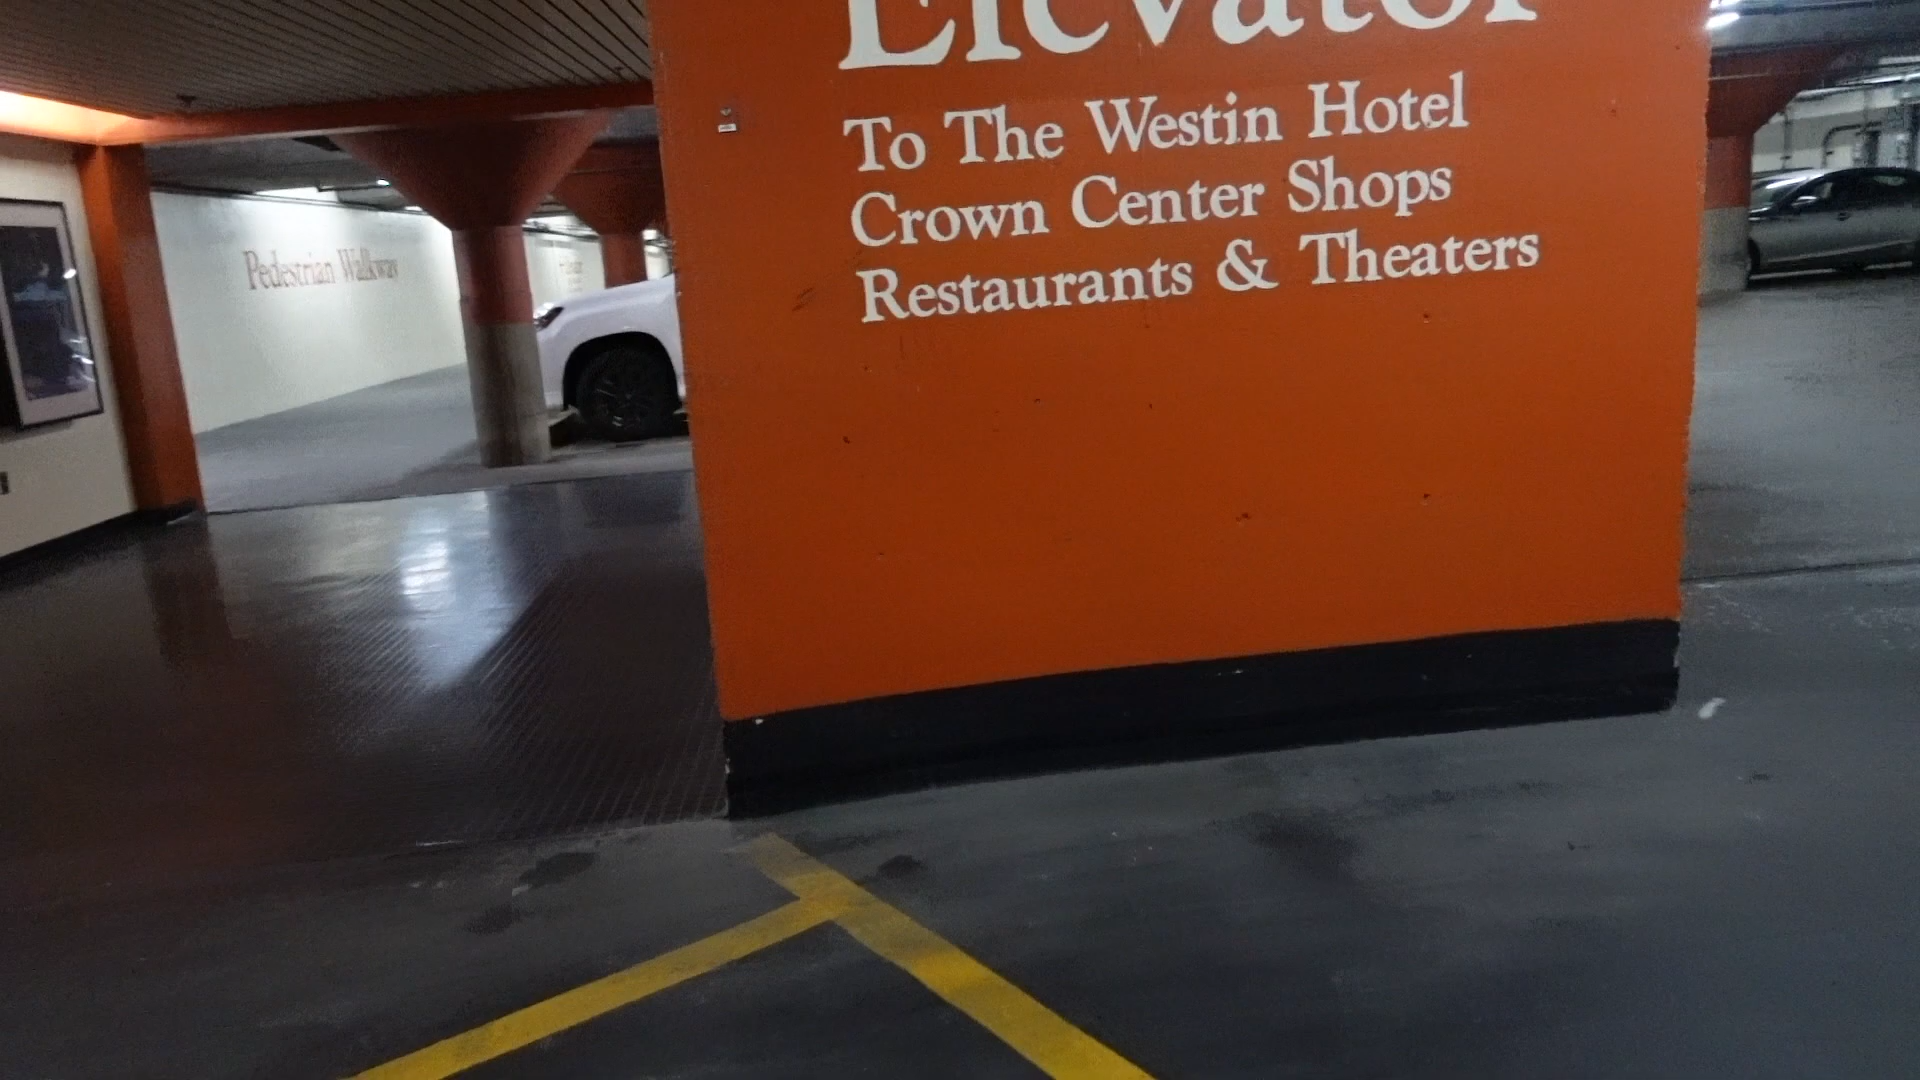 Elevator
To The Westin Hotel
Crown Center Shops
Restaurants & Theaters
Pedestrian Walkway